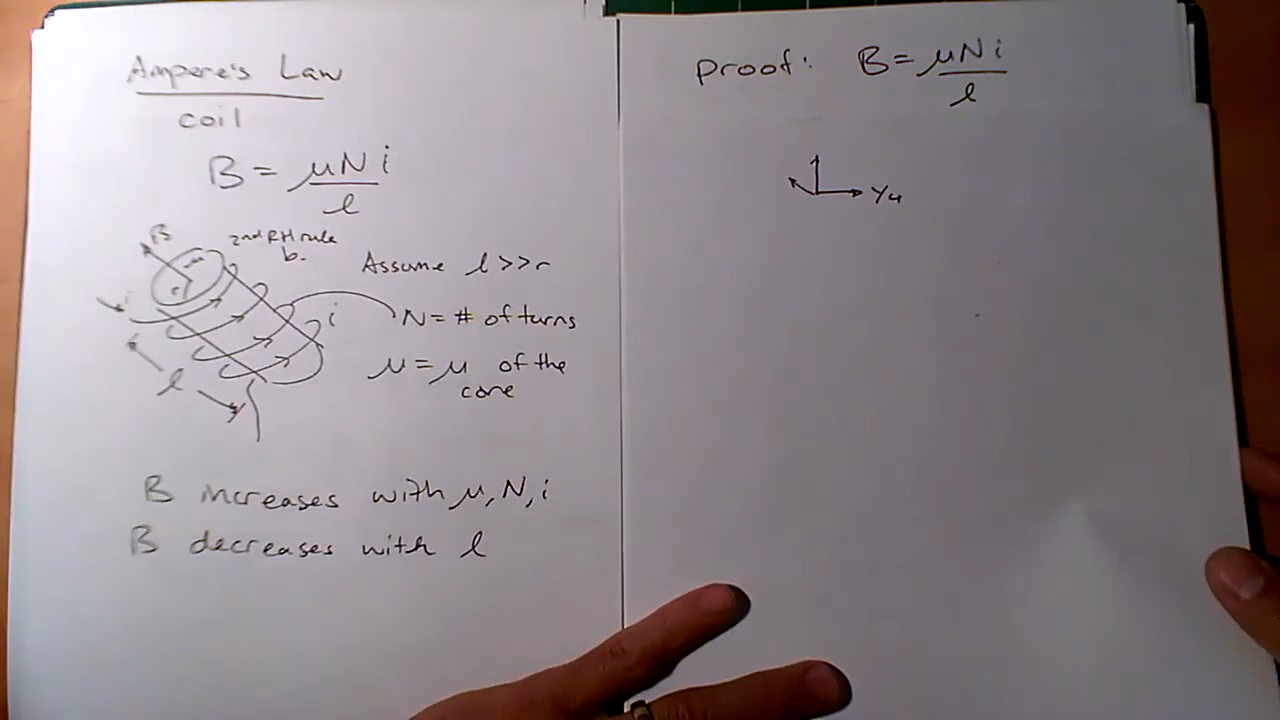 Ampere's Law
coil
B = μNi
l
B
2nd RH rule
b.
μ
r
i
i
l
Assume l >> r
N = # of turns
μ = μ of the
core
B increases with μ, N, i
B decreases with l
Proof: B = μNi
l